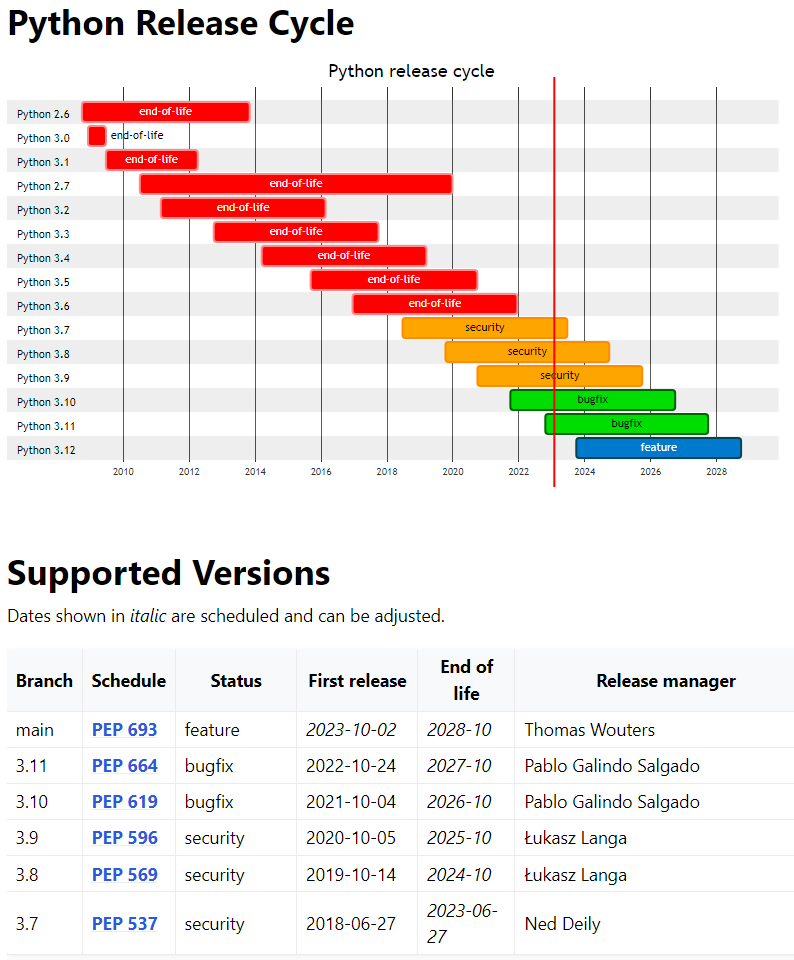 Python Release Cycle
Python release cycle
Python 2.6 end-of-life
Python 3.0 end-of-life
Python 3.1 end-of-life
Python 2.7 end-of-life
Python 3.2 end-of-life
Python 3.3 end-of-life
Python 3.4 end-of-life
Python 3.5 end-of-life
Python 3.6 end-of-life
Python 3.7 security
Python 3.8 security
Python 3.9 security
Python 3.10 bugfix
Python 3.11 bugfix
Python 3.12 feature
2010 2012 2014 2016 2018 2020 2022 2024 2026 2028
Supported Versions
Dates shown in italic are scheduled and can be adjusted.
Branch Schedule Status First release End of life Release manager
main PEP 693 feature 2023-10-02 2028-10 Thomas Wouters
3.11 PEP 664 bugfix 2022-10-24 2027-10 Pablo Galindo Salgado
3.10 PEP 619 bugfix 2021-10-04 2026-10 Pablo Galindo Salgado
3.9 PEP 596 security 2020-10-05 2025-10 Łukasz Langa
3.8 PEP 569 security 2019-10-14 2024-10 Łukasz Langa
3.7 PEP 537 security 2018-06-27 2023-06-27 Ned Deily